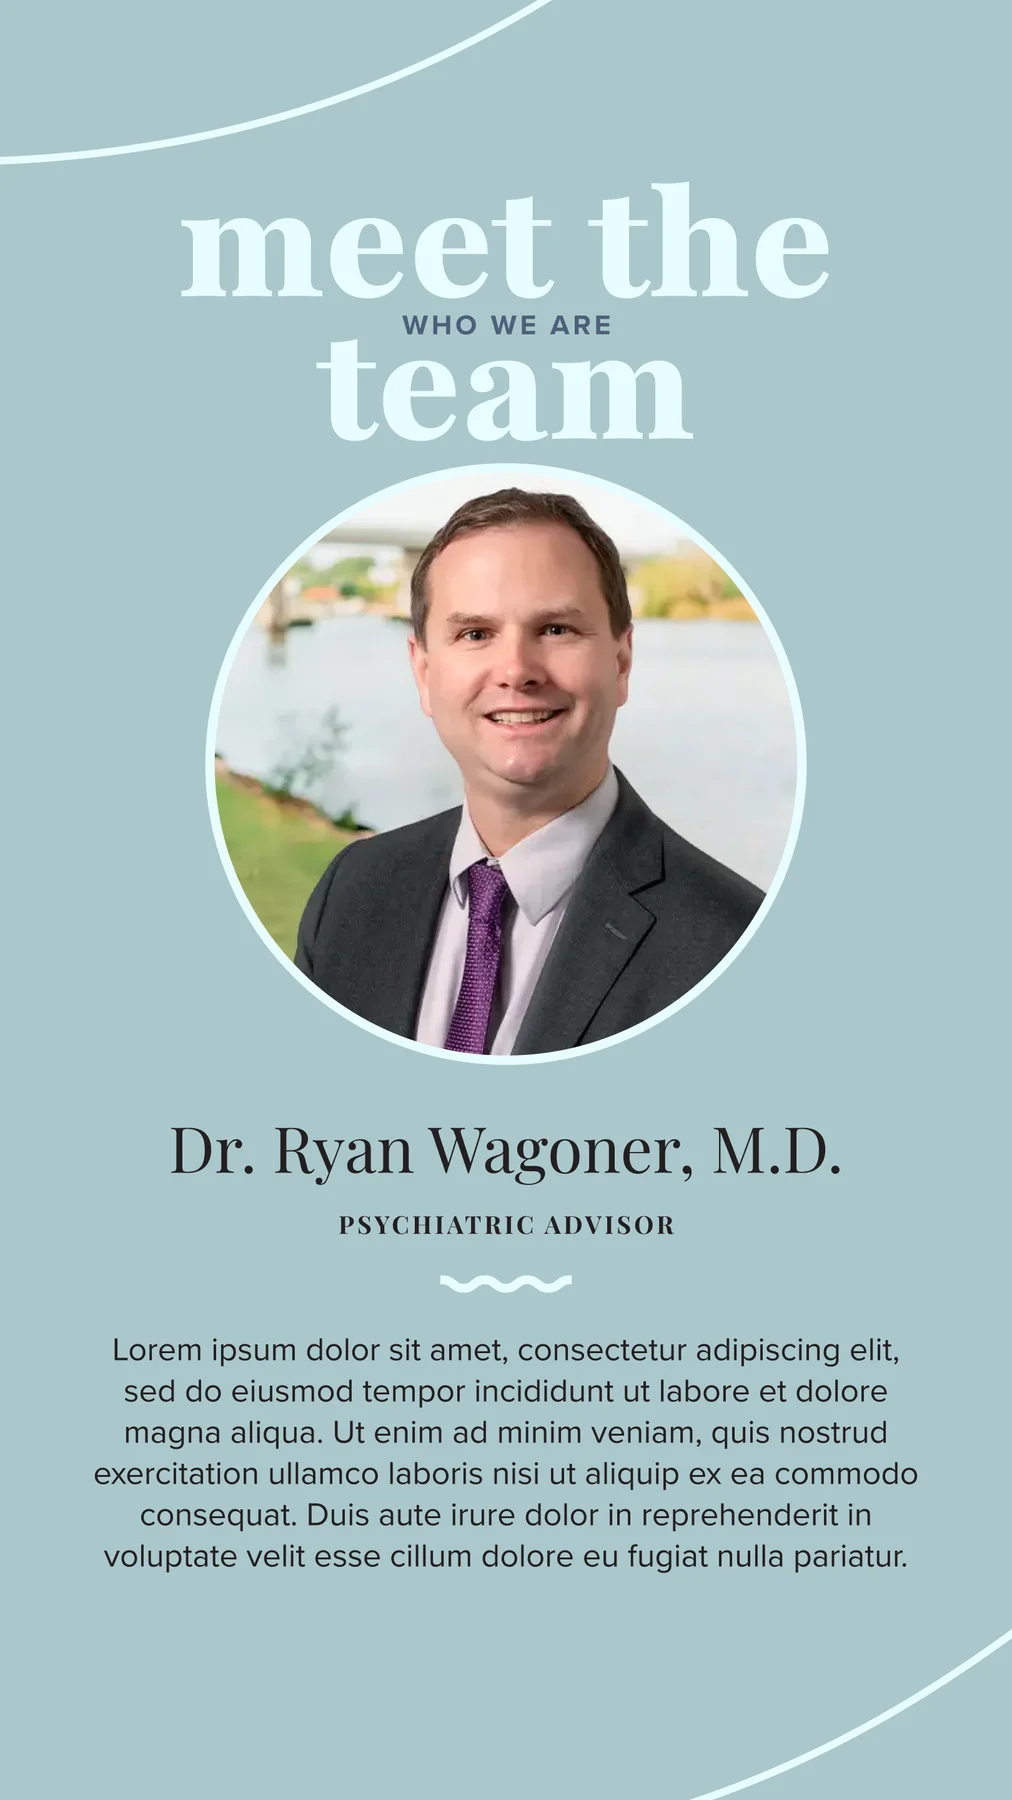 meet the
WHO WE ARE
team
Dr. Ryan Wagoner, M.D.
PSYCHIATRIC ADVISOR
Lorem ipsum dolor sit amet, consectetur adipiscing elit,
sed do eiusmod tempor incididunt ut labore et dolore
magna aliqua. Ut enim ad minim veniam, quis nostrud
exercitation ullamco laboris nisi ut aliquip ex ea commodo
consequat. Duis aute irure dolor in reprehenderit in
voluptate velit esse cillum dolore eu fugiat nulla pariatur.